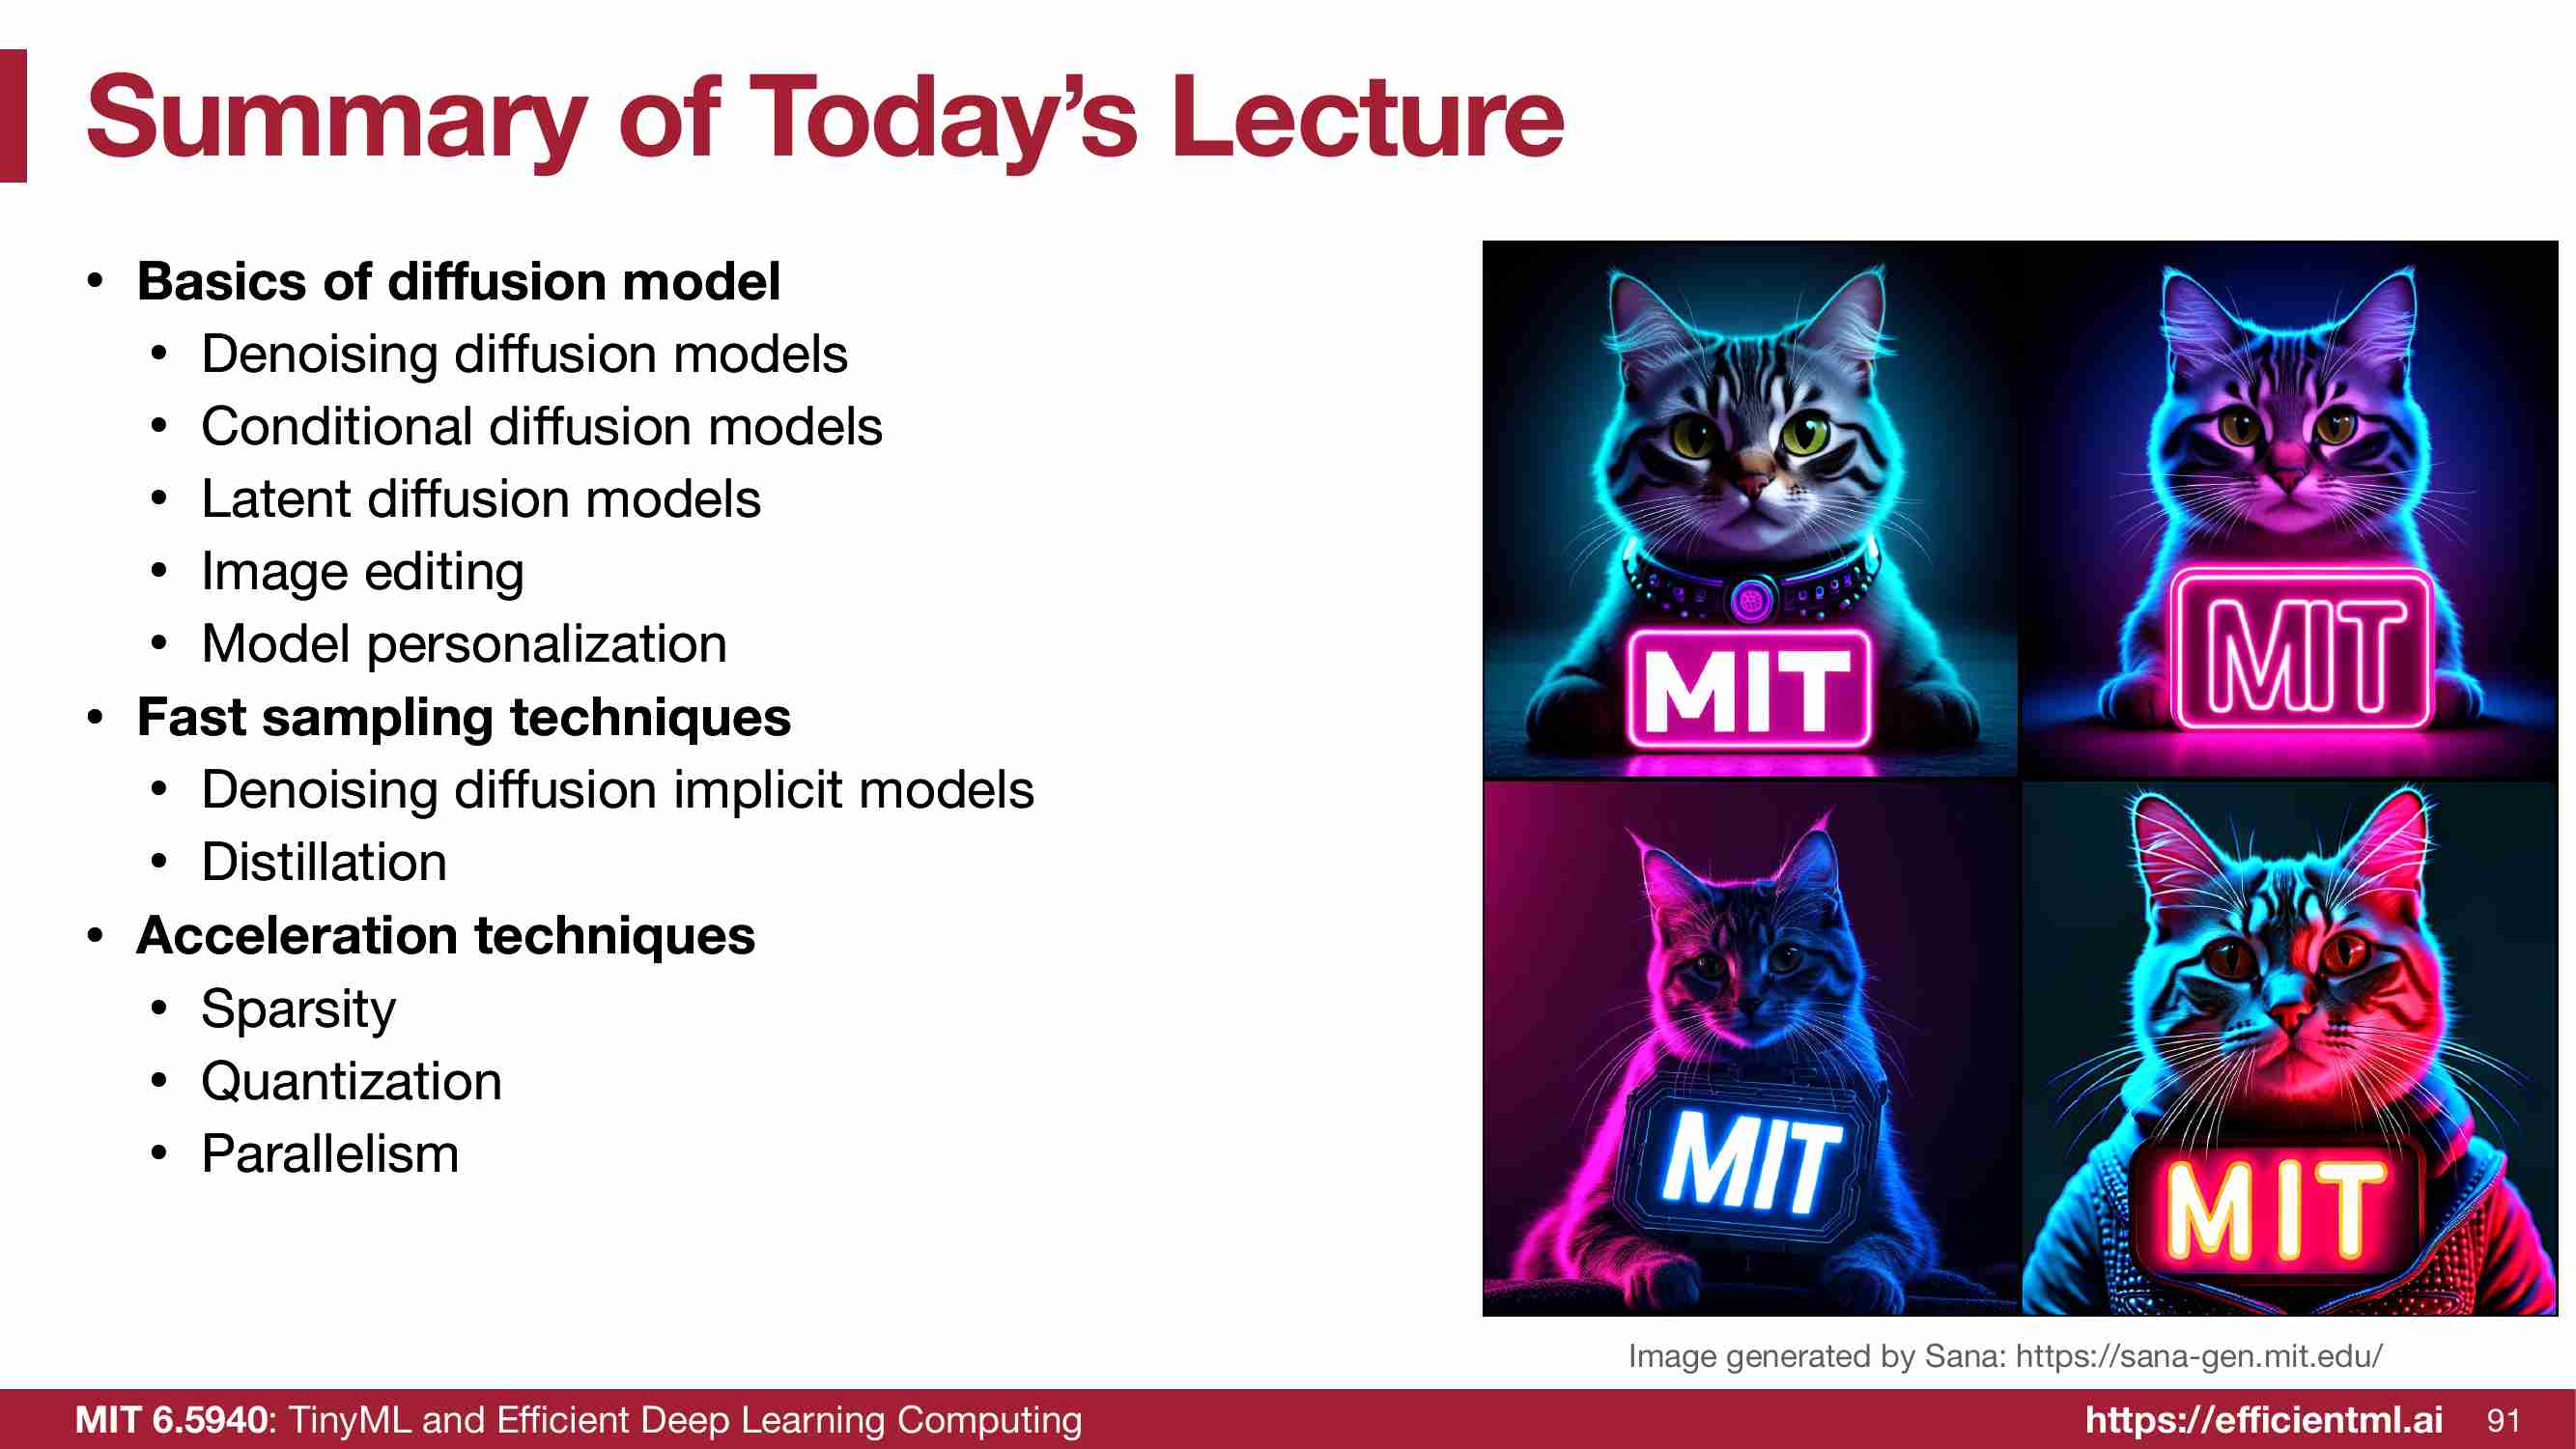 Summary of Today’s Lecture
• Basics of diffusion model
• Denoising diffusion models
• Conditional diffusion models
• Latent diffusion models
• Image editing
• Model personalization
• Fast sampling techniques
• Denoising diffusion implicit models
• Distillation
• Acceleration techniques
• Sparsity
• Quantization
• Parallelism
MIT
MIT
MIT
MIT
Image generated by Sana: https://sana-gen.mit.edu/
MIT 6.5940: TinyML and Efficient Deep Learning Computing
https://efficientml.ai 91